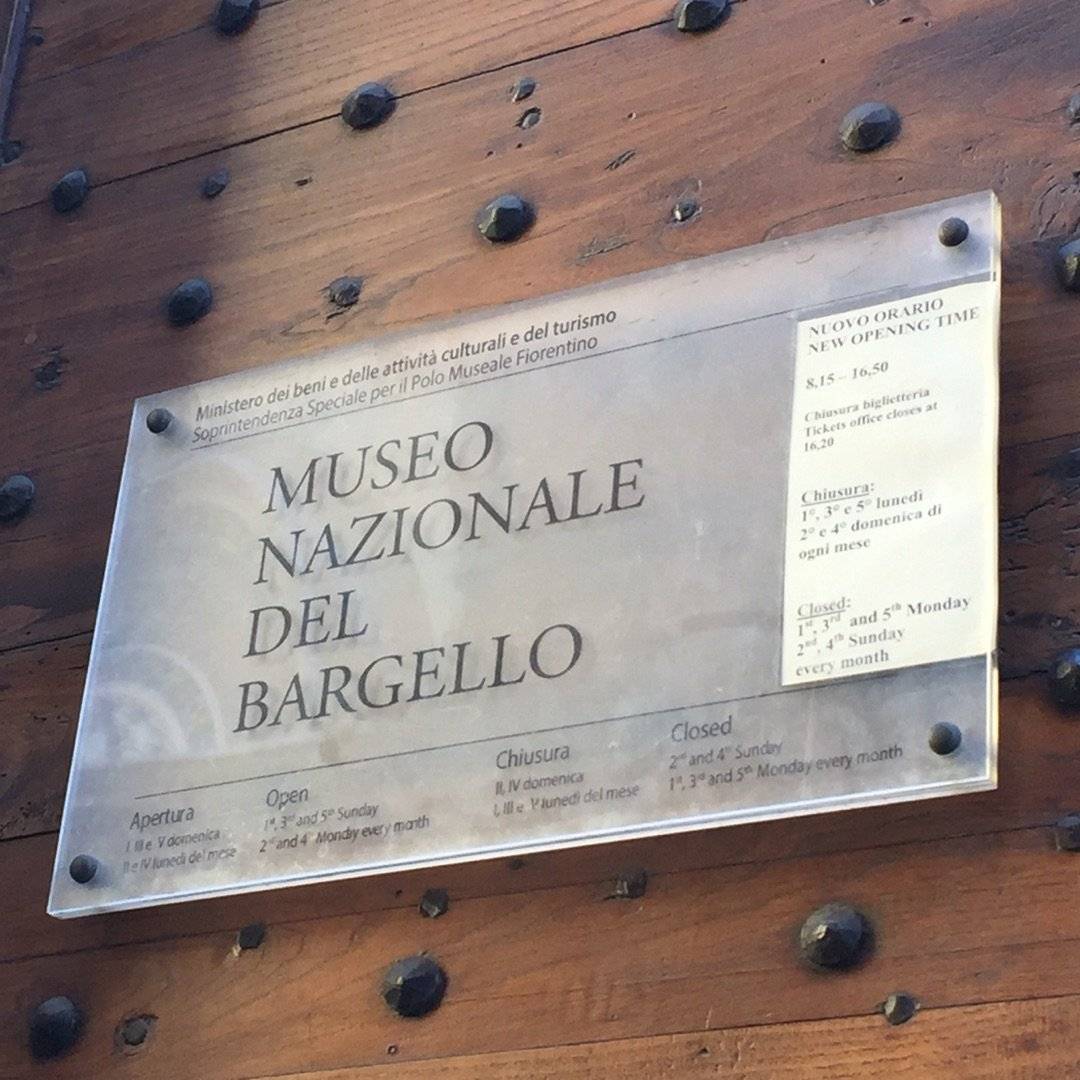 Ministero dei beni e delle attività culturali e del turismo
Soprintendenza Speciale per il Polo Museale Fiorentino
MUSEO
NAZIONALE
DEL
BARGELLO
Apertura
I III e V domenica
II e IV lunedì del mese
Open
1st, 3rd and 5th Sunday
2nd and 4th Monday every month
Chiusura
II, IV domenica
I, III e V lunedì del mese
Closed
2nd and 4th Sunday
1st, 3rd and 5th Monday every month
NUOVO ORARIO
NEW OPENING TIME
8,15 – 16,50
Chiusura biglietteria
Tickets office closes at
16,20
Chiusura:
1°, 3° e 5° lunedì
2° e 4° domenica di
ogni mese
Closed:
1st, 3rd and 5th Monday
2nd, 4th Sunday
every month